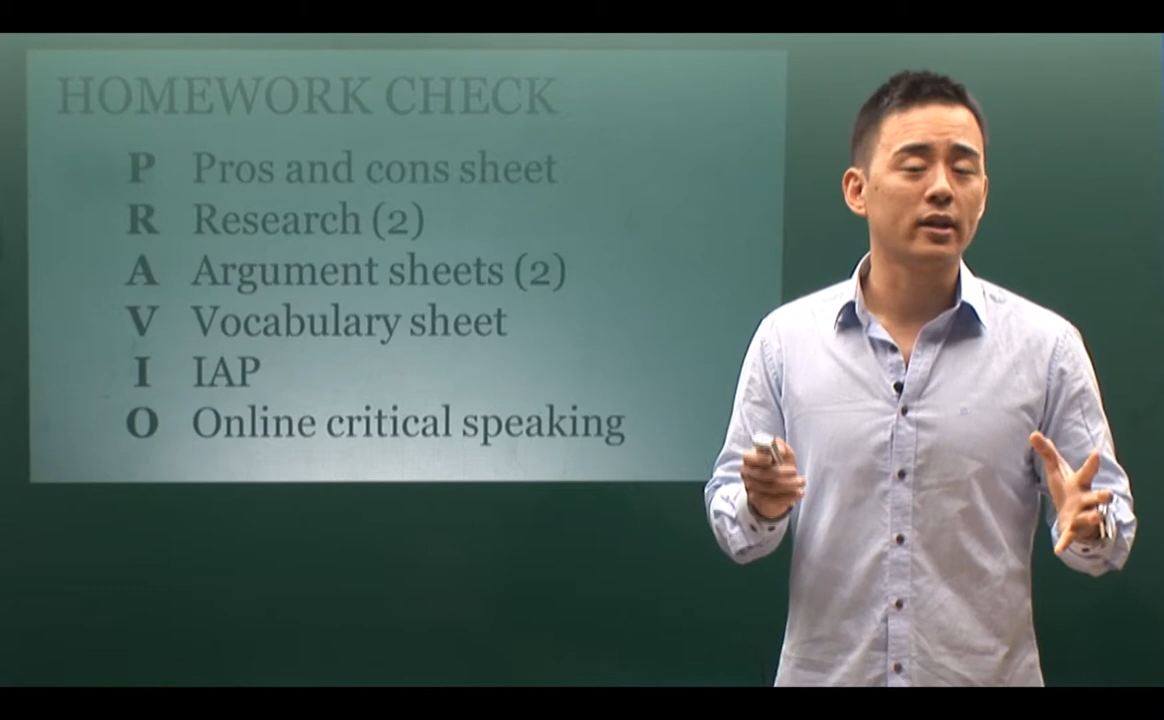 HOMEWORK CHECK
P Pros and cons sheet
R Research (2)
A Argument sheets (2)
V Vocabulary sheet
I IAP
O Online critical speaking